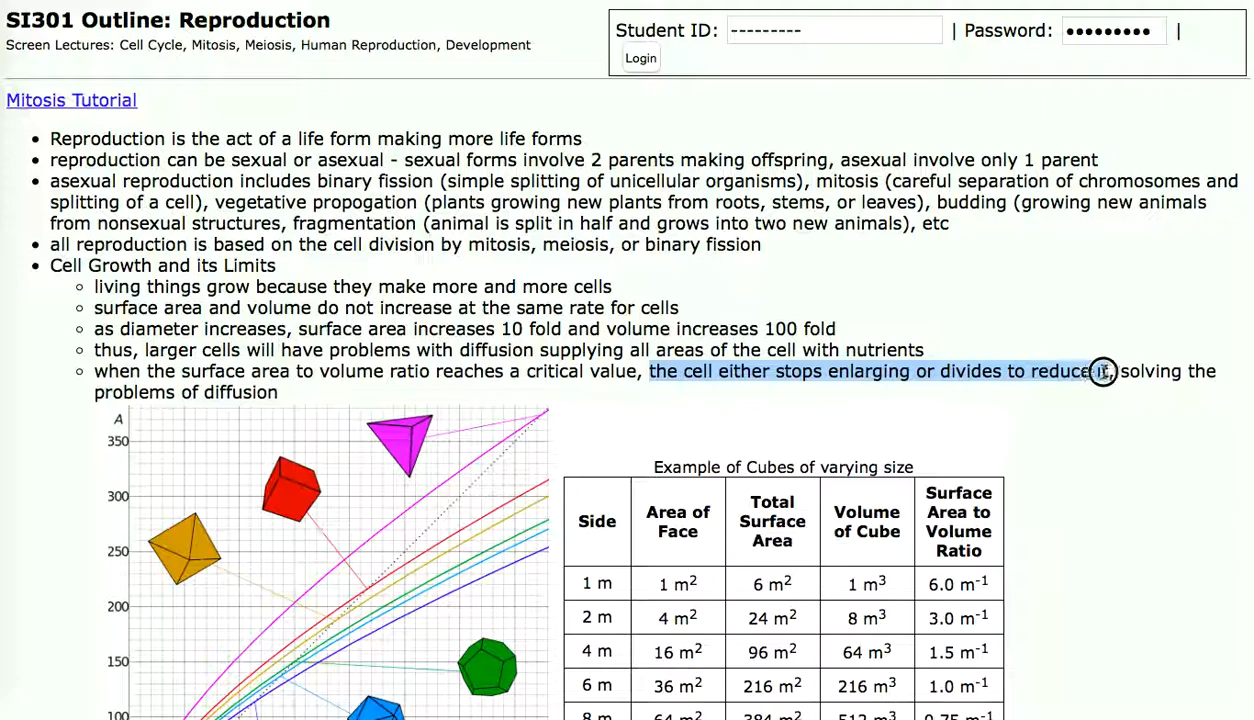 SI301 Outline: Reproduction
Screen Lectures: Cell Cycle, Mitosis, Meiosis, Human Reproduction, Development
Student ID: --------- | Password: ●●●●●●●●● |
Login
Mitosis Tutorial
• Reproduction is the act of a life form making more life forms
• reproduction can be sexual or asexual - sexual forms involve 2 parents making offspring, asexual involve only 1 parent
• asexual reproduction includes binary fission (simple splitting of unicellular organisms), mitosis (careful separation of chromosomes and
splitting of a cell), vegetative propogation (plants growing new plants from roots, stems, or leaves), budding (growing new animals
from nonsexual structures, fragmentation (animal is split in half and grows into two new animals), etc
• all reproduction is based on the cell division by mitosis, meiosis, or binary fission
• Cell Growth and its Limits
◦ living things grow because they make more and more cells
◦ surface area and volume do not increase at the same rate for cells
◦ as diameter increases, surface area increases 10 fold and volume increases 100 fold
◦ thus, larger cells will have problems with diffusion supplying all areas of the cell with nutrients
◦ when the surface area to volume ratio reaches a critical value, the cell either stops enlarging or divides to reduce it, solving the
problems of diffusion
A
350
300
250
200
150
100
Example of Cubes of varying size
Side | Area of Face | Total Surface Area | Volume of Cube | Surface Area to Volume Ratio
1 m | 1 m² | 6 m² | 1 m³ | 6.0 m⁻¹
2 m | 4 m² | 24 m² | 8 m³ | 3.0 m⁻¹
4 m | 16 m² | 96 m² | 64 m³ | 1.5 m⁻¹
6 m | 36 m² | 216 m² | 216 m³ | 1.0 m⁻¹
8 m | 64 m² | 384 m² | 512 m³ | 0.75 m⁻¹